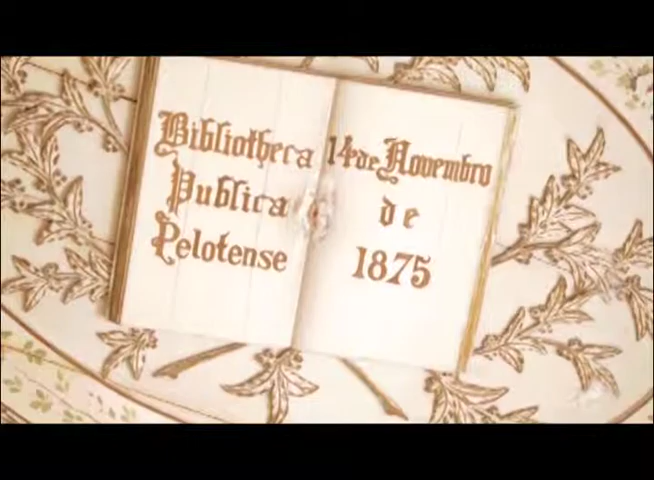 Bibliotheca
Publica
Pelotense
14 de Novembro
de
1875